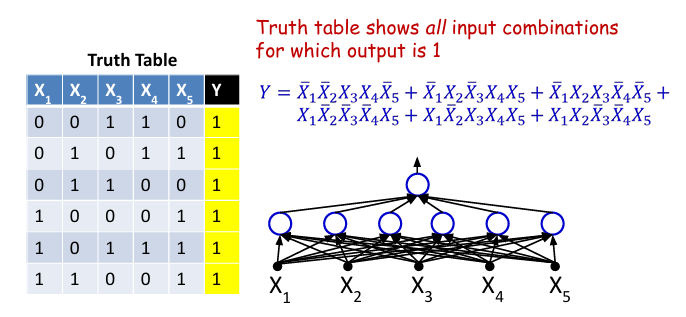 Truth table shows all input combinations
for which output is 1
Truth Table
X₁ X₂ X₃ X₄ X₅ Y
0 0 1 1 0 1
0 1 0 1 1 1
0 1 1 0 0 1
1 0 0 0 1 1
1 0 1 1 1 1
1 1 0 0 1 1
Y = X̄₁X̄₂X₃X₄X̄₅ + X̄₁X₂X̄₃X₄X₅ + X̄₁X₂X₃X̄₄X̄₅ +
X₁X̄₂X̄₃X̄₄X₅ + X₁X̄₂X₃X₄X₅ + X₁X₂X̄₃X̄₄X₅
X₁ X₂ X₃ X₄ X₅